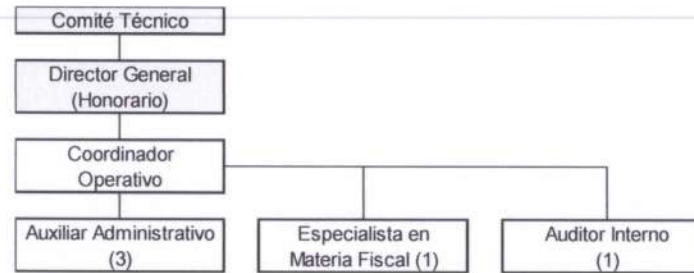 Comité Técnico
Director General
(Honorario)
Coordinador
Operativo
Auxiliar Administrativo
(3)
Especialista en
Materia Fiscal (1)
Auditor Interno
(1)